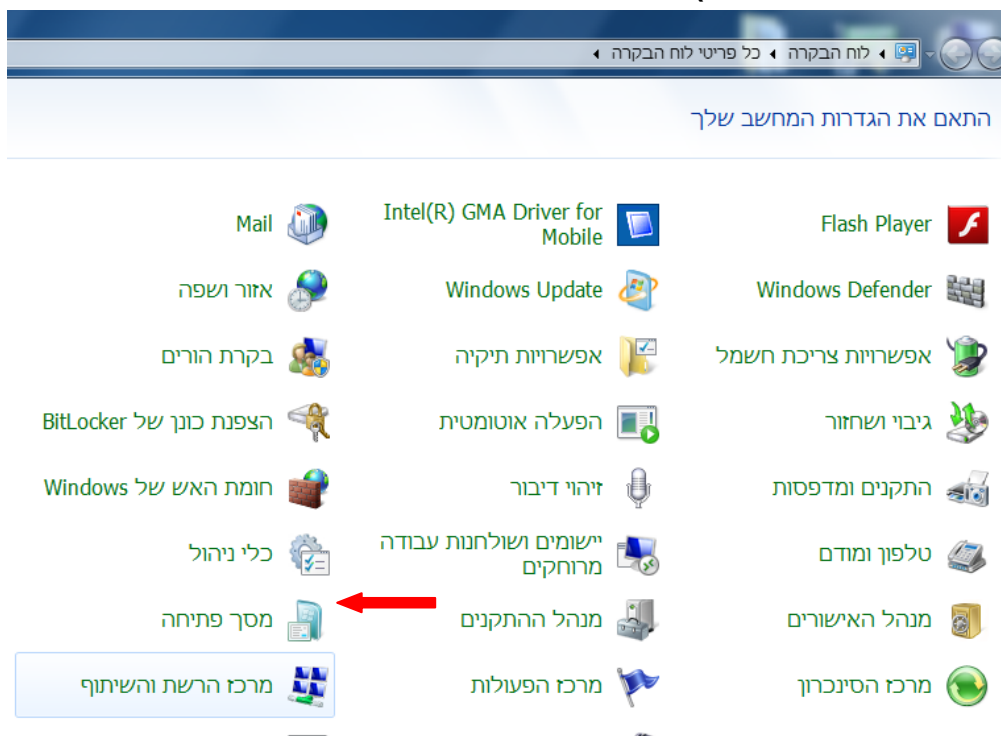 לוח הבקרה
כל פריטי לוח הבקרה
התאם את הגדרות המחשב שלך
Flash Player
Intel(R) GMA Driver for
Mobile
Mail
Windows Defender
Windows Update
אזור ושפה
אפשרויות צריכת חשמל
אפשרויות תיקיה
בקרת הורים
גיבוי ושחזור
הפעלה אוטומטית
הצפנת כונן של BitLocker
התקנים ומדפסות
זיהוי דיבור
חומת האש של Windows
טלפון ומודם
יישומים ושולחנות עבודה
מרוחקים
כלי ניהול
מנהל האישורים
מנהל ההתקנים
מסך פתיחה
מרכז הסינכרון
מרכז הפעולות
מרכז הרשת והשיתוף